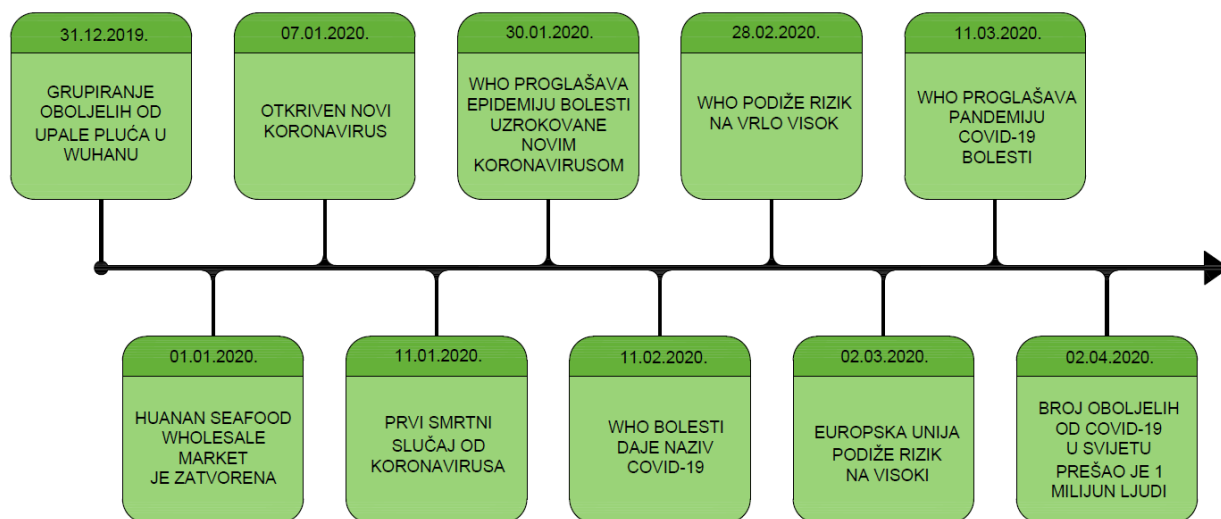 31.12.2019.
GRUPIRANJE
OBOLJELIH OD
UPALE PLUĆA U
WUHANU
07.01.2020.
OTKRIVEN NOVI
KORONAVIRUS
30.01.2020.
WHO PROGLAŠAVA
EPIDEMIJU BOLESTI
UZROKOVANE
NOVIM
KORONAVIRUSOM
28.02.2020.
WHO PODIŽE RIZIK
NA VRLO VISOK
11.03.2020.
WHO PROGLAŠAVA
PANDEMIJU
COVID-19
BOLESTI
01.01.2020.
HUANAN SEAFOOD
WHOLESALE
MARKET
JE ZATVORENA
11.01.2020.
PRVI SMRTNI
SLUČAJ OD
KORONAVIRUSA
11.02.2020.
WHO BOLESTI
DAJE NAZIV
COVID-19
02.03.2020.
EUROPSKA UNIJA
PODIŽE RIZIK
NA VISOKI
02.04.2020.
BROJ OBOLJELIH
OD COVID-19
U SVIJETU
PREŠAO JE 1
MILIJUN LJUDI